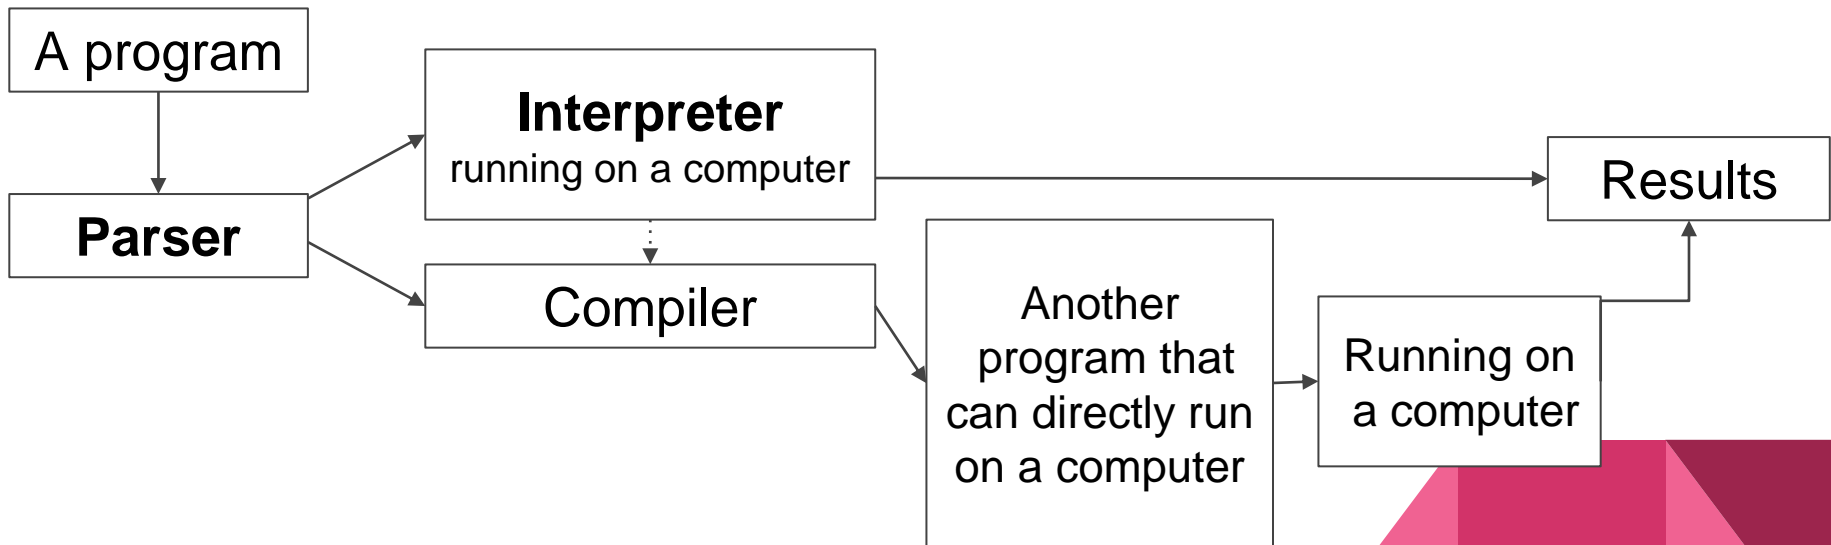 A program
Interpreter
running on a computer
Parser
Compiler
Another
program that
can directly run
on a computer
Running on
a computer
Results